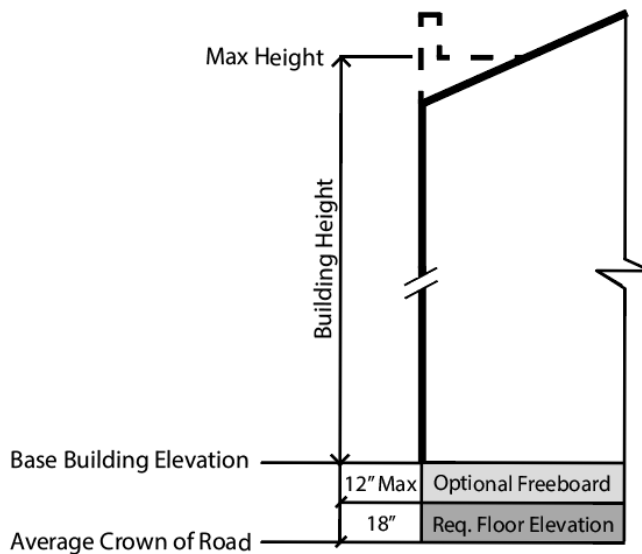 Max Height
Building Height
Base Building Elevation
12” Max
Optional Freeboard
18”
Req. Floor Elevation
Average Crown of Road